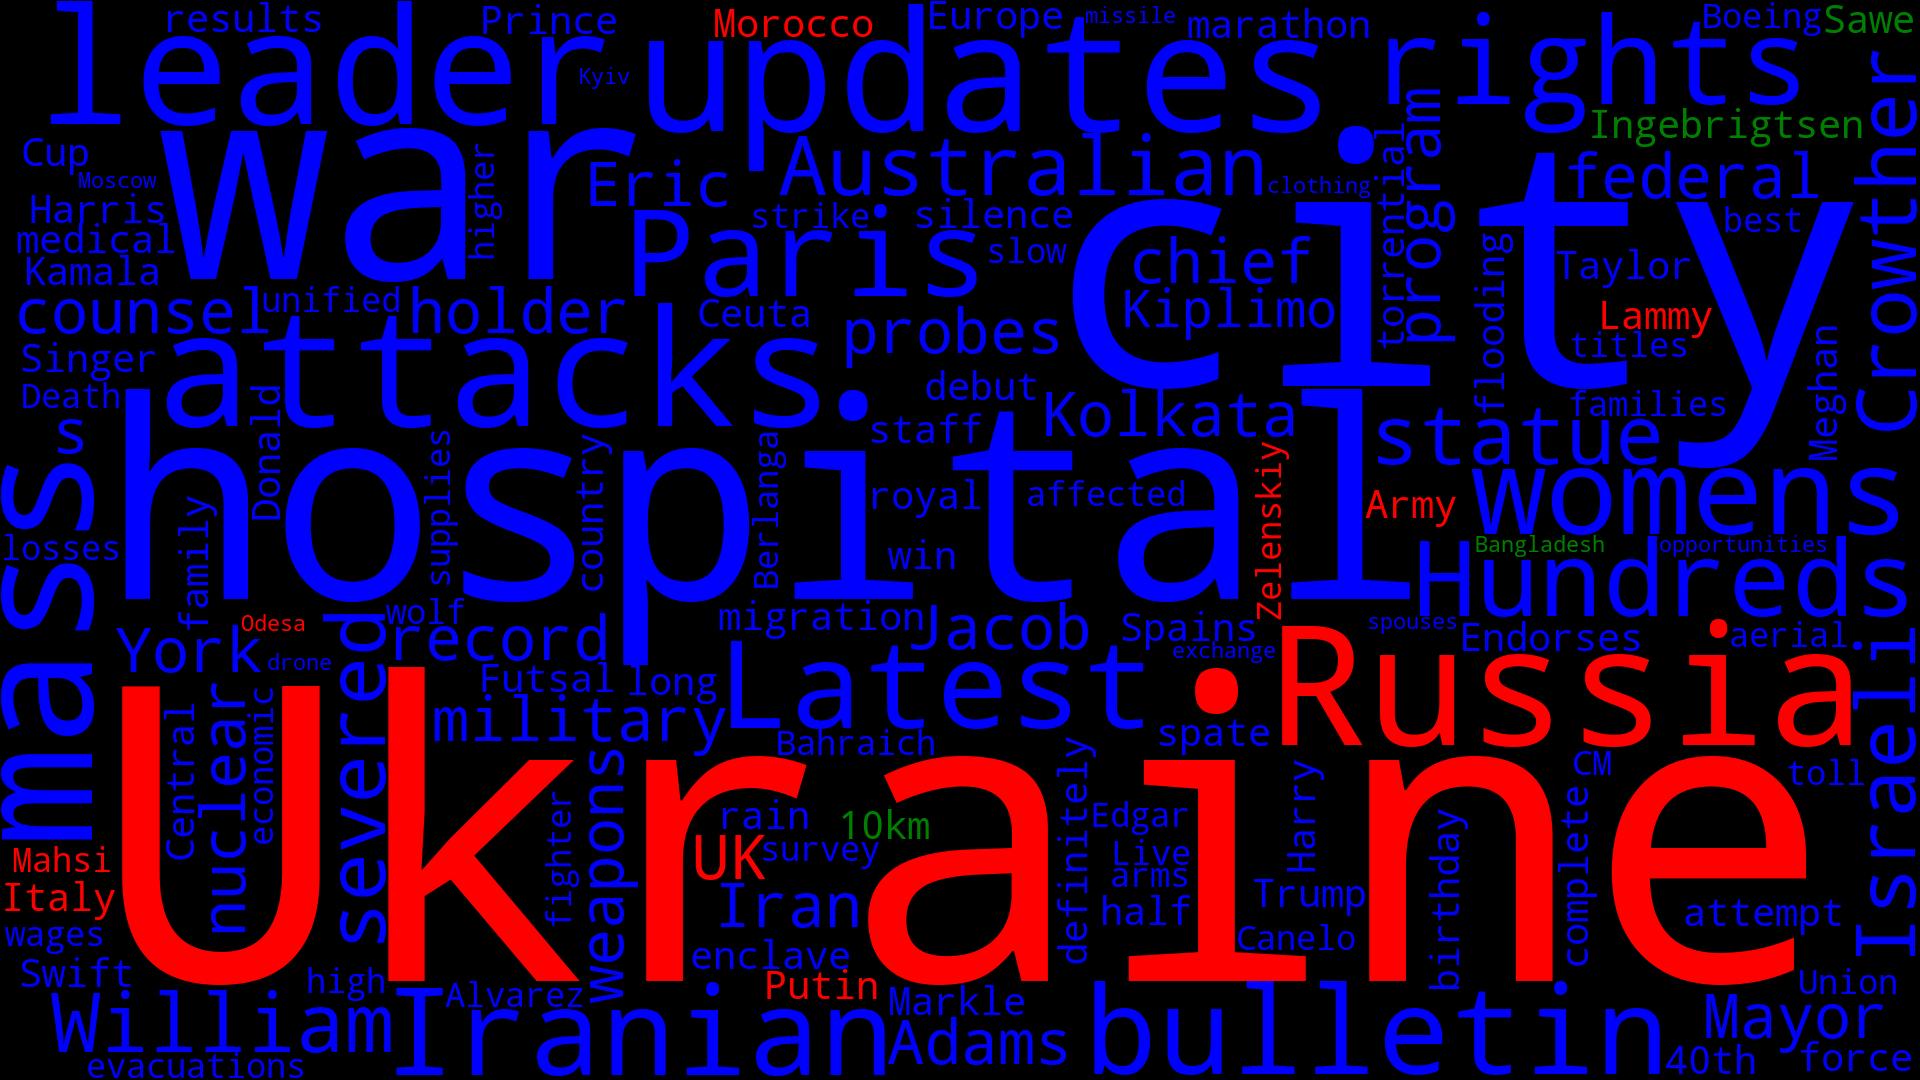 results
Prince
Morocco
Europe
missile
marathon
Boeing
Sawe
leader
updates
rights
Kyiv
war
higher
Eric
Australian
clothing
torrential
program
Ingebrigtsen
federal
Crowther
Cup
Moscow
Harris
medical
Kamala
Paris
strike
silence
slow
chief
city
best
flooding
Taylor
counsel
unified
holder
Ceuta
probes
Kiplimo
Lammy
titles
Meghan
Singer
attacks
Death
Donald
debut
Kolkata
families
statue
staff
hospital
mass
s
supplies
country
Berlanga
royal
affected
Zelenskiy
Army
womens
losses
family
win
Bangladesh
opportunities
Hundreds
York
Odesa
drone
severed
wolf
record
migration
Jacob
Spains
exchange
spouses
Endorses
aerial
Israeli
Futsal
long
Latest
Russia
military
Bahraich
spate
CM
toll
Ukraine
Central
nuclear
economic
fighter
weapons
rain
10km
definitely
Edgar
Harry
birthday
complete
UK
survey
Live
arms
Mahsi
Italy
Iran
half
Trump
attempt
wages
enclave
Canelo
Swift
high
Alvarez
Putin
Markle
Union
William
Iranian
Adams
bulletin
Mayor
evacuations
40th
force